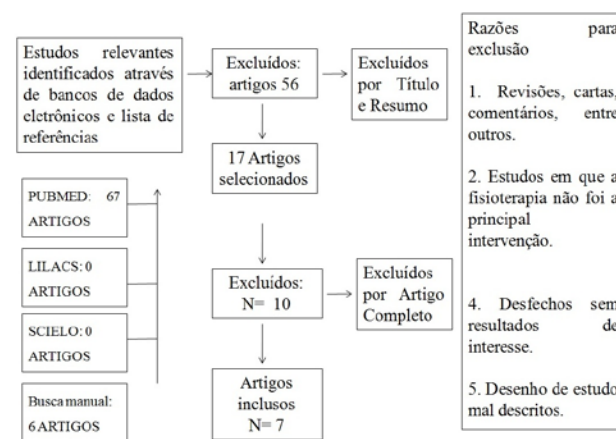 Estudos relevantes
identificados através
de bancos de dados
eletrônicos e lista de
referências
Excluídos:
artigos 56
Excluídos
por Título
e Resumo
17 Artigos
selecionados
PUBMED: 67
ARTIGOS
LILACS: 0
ARTIGOS
SCIELO: 0
ARTIGOS
Busca manual:
6 ARTIGOS
Excluídos:
N= 10
Excluídos
por Artigo
Completo
Artigos
inclusos
N= 7
Razões para
exclusão
1. Revisões, cartas,
comentários, entre
outros.
2. Estudos em que a
fisioterapia não foi a
principal
intervenção.
4. Desfechos sem
resultados de
interesse.
5. Desenho de estudo
mal descritos.